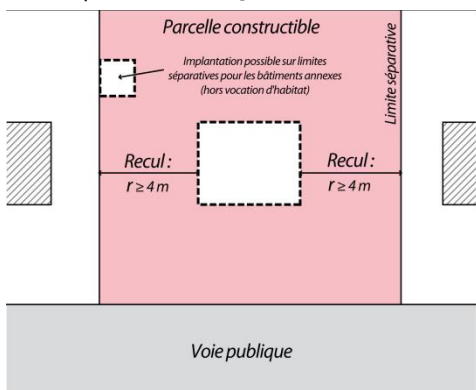 Parcelle constructible
Implantation possible sur limites
séparatives pour les bâtiments annexes
(hors vocation d'habitat)
Limite séparative
Recul :
r ≥ 4 m
Recul :
r ≥ 4 m
Voie publique